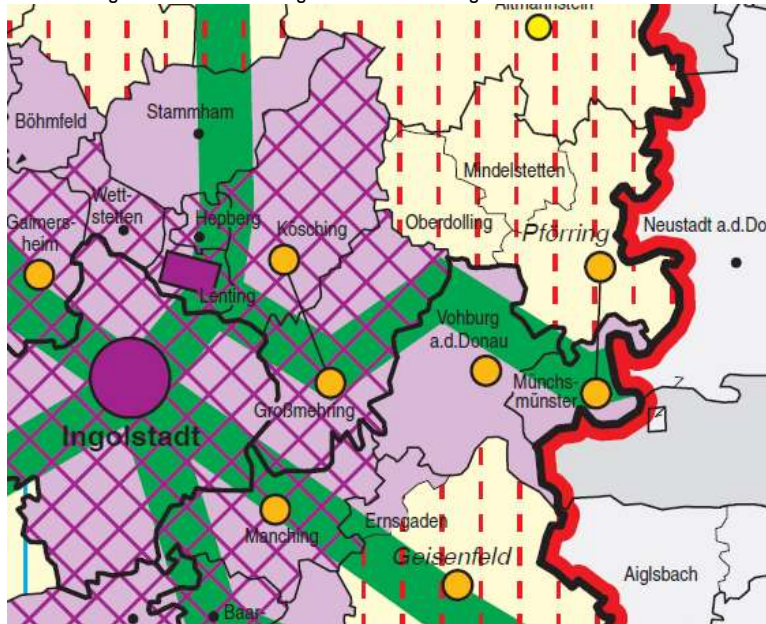 Altmannstein
Böhmfeld
Stammham
Mindelstetten
Wett-
stetten
Hepberg
Kösching
Oberdolling
Pförring
Neustadt a.d.Do
Gaimers-
heim
Lenting
Vohburg
a.d.Donau
Münchs-
münster
Großmehring
Ingolstadt
Ernsgaden
Manching
Geisenfeld
Aiglsbach
Baar-